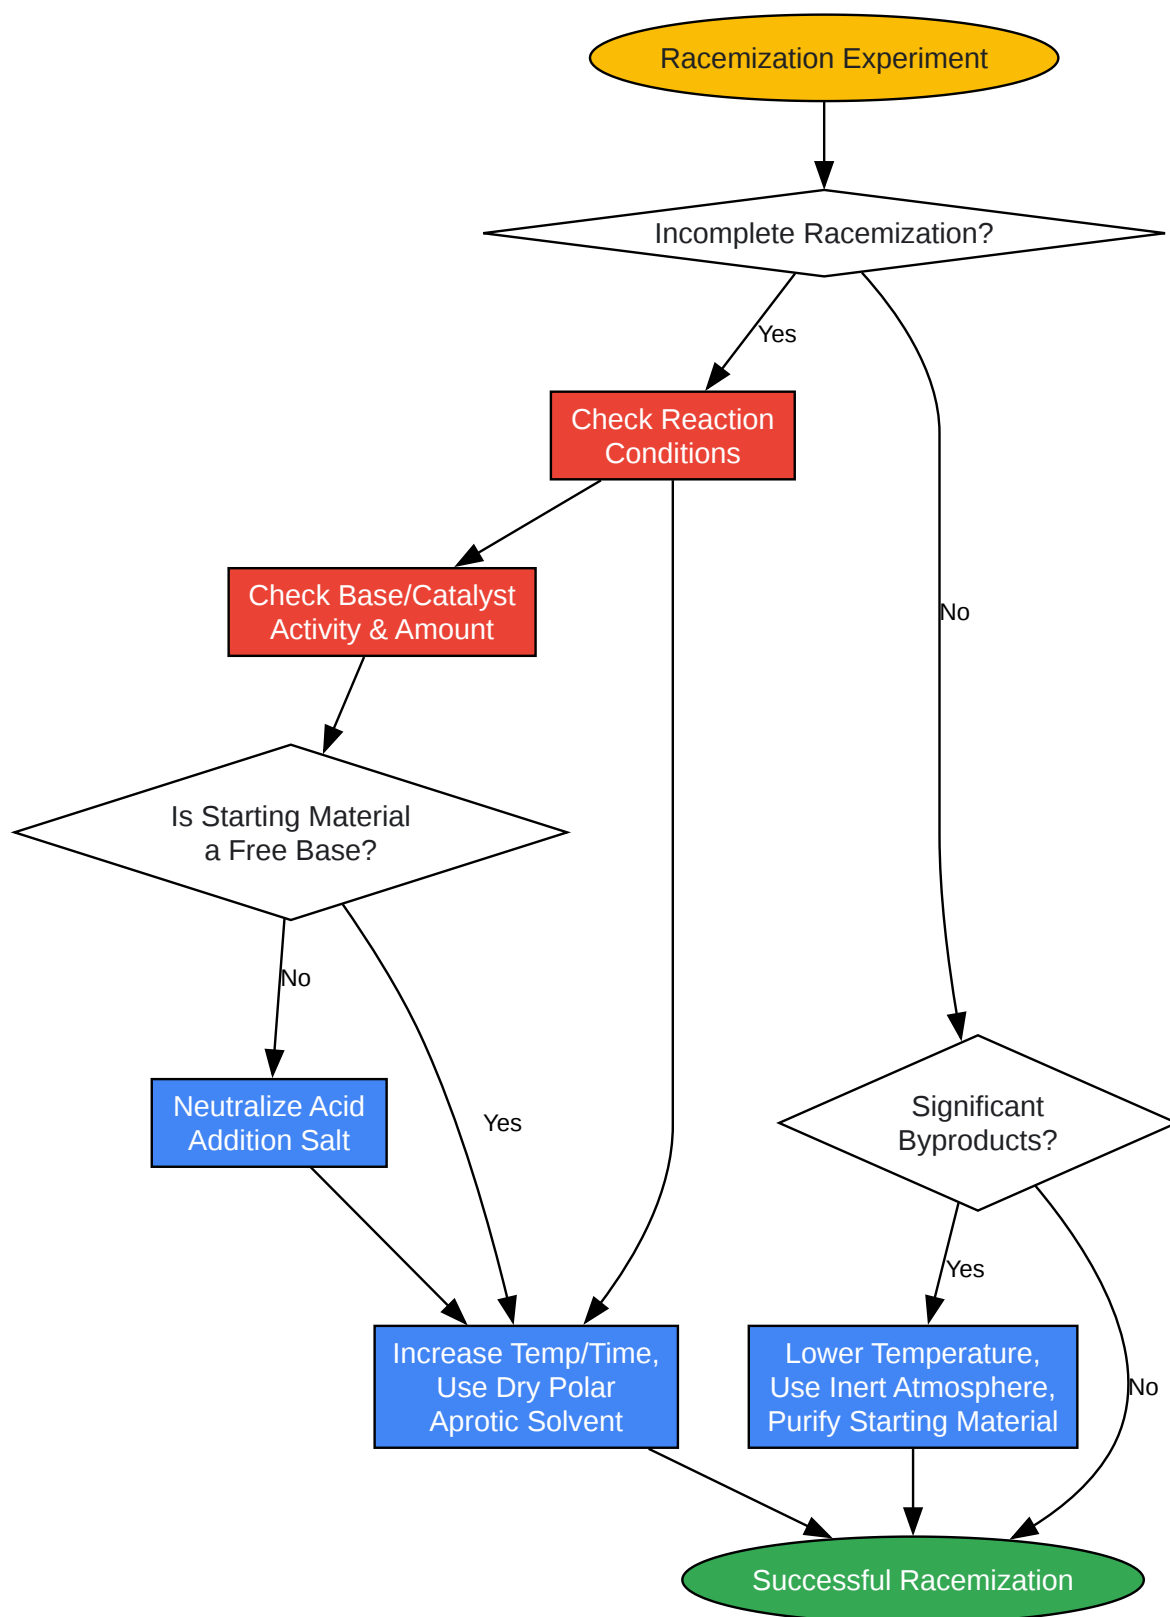 Racemization Experiment
Incomplete Racemization?
Yes
Check Reaction
Conditions
Check Base/Catalyst
Activity & Amount
No
Is Starting Material
a Free Base?
No
Neutralize Acid
Addition Salt
Yes
Significant
Byproducts?
Yes
Increase Temp/Time,
Use Dry Polar
Aprotic Solvent
Lower Temperature,
Use Inert Atmosphere,
Purify Starting Material
No
Successful Racemization